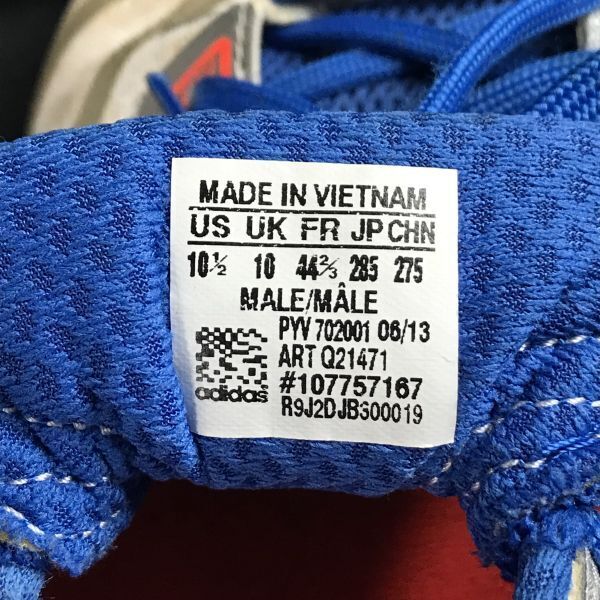 MADE IN VIETNAM
US UK FR JP CHN
10½ 10 44⅔ 285 275
MALE/MÂLE
PYV 702001 06/13
ART Q21471
#107757167
adidas R9J2DJBS00019